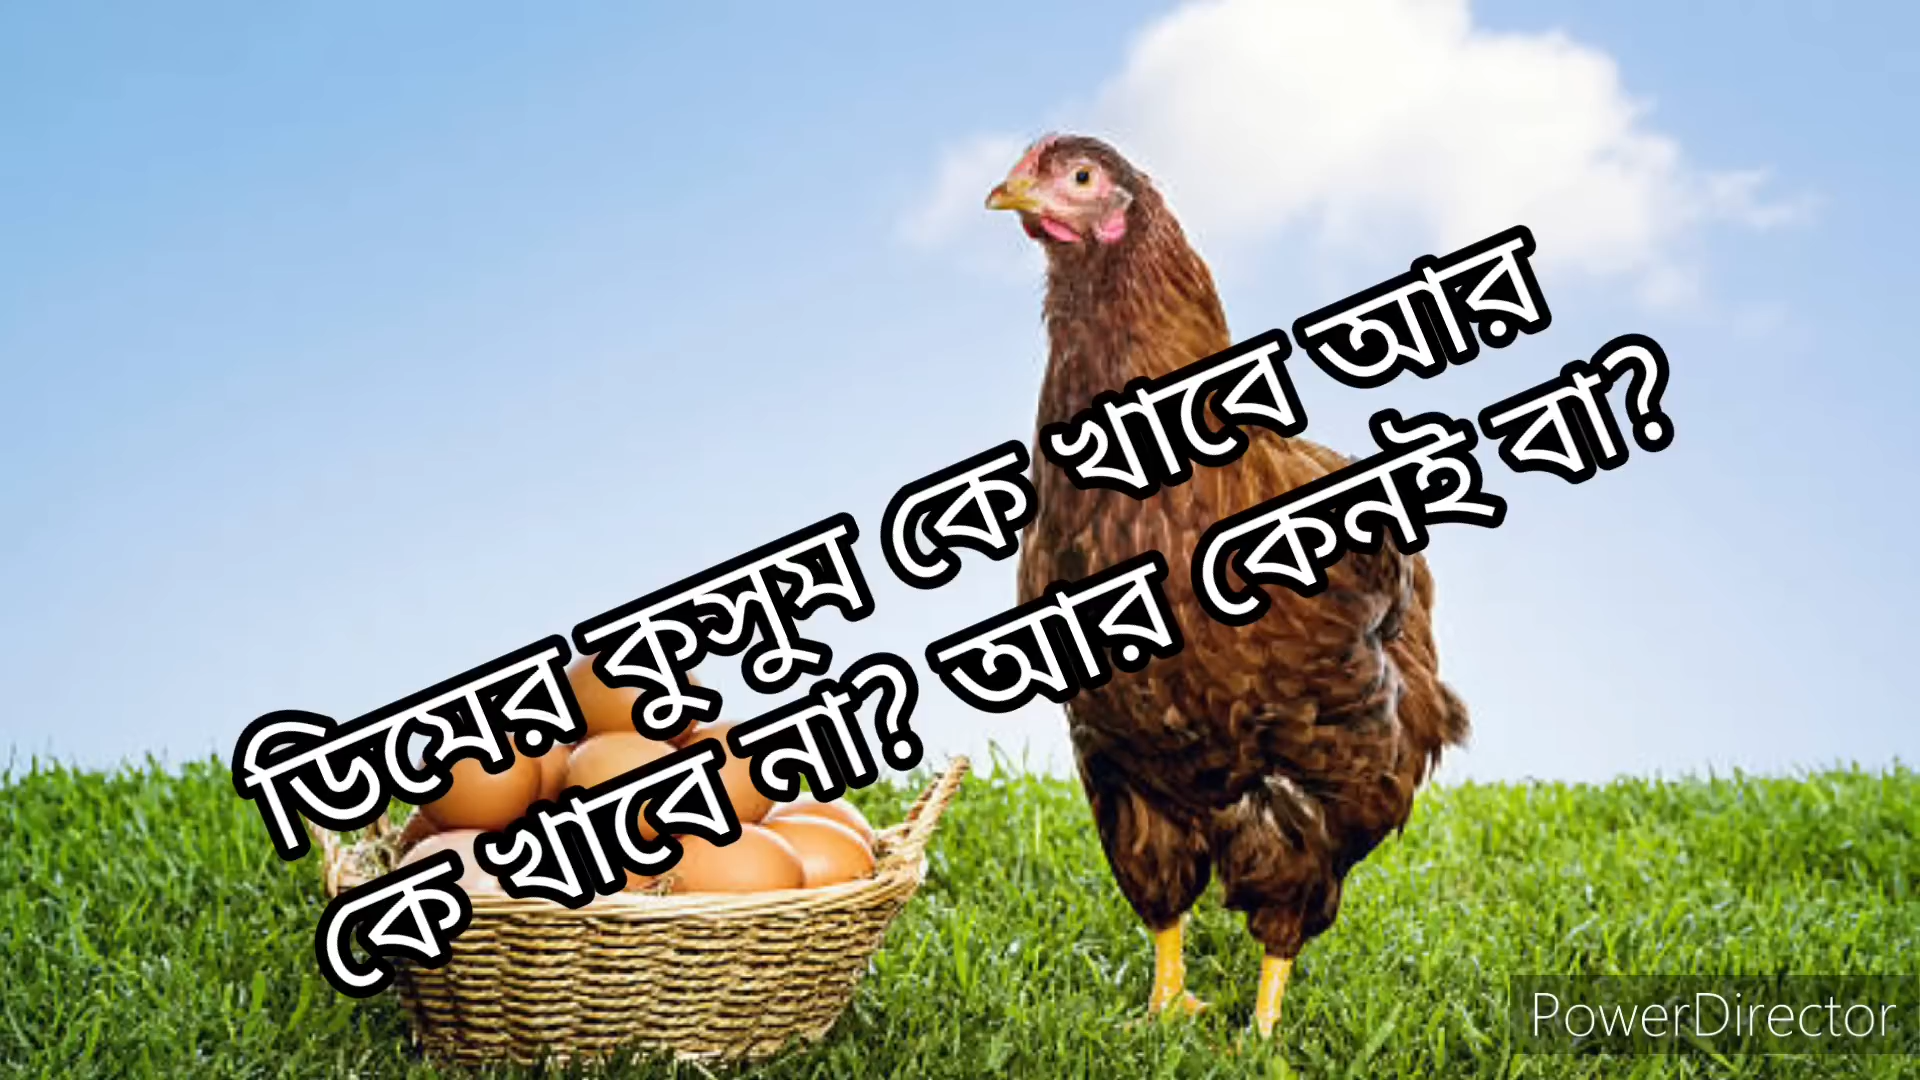 ডিমের কুসুম কে খাবে আর
কে খাবে না? আর কেনই বা?
PowerDirector